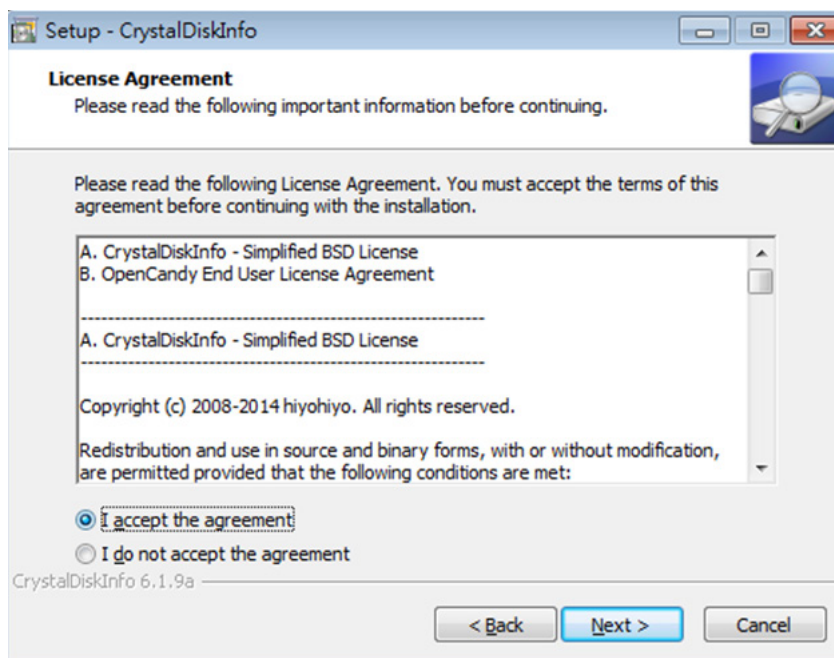 Setup - CrystalDiskInfo
License Agreement
Please read the following important information before continuing.
Please read the following License Agreement. You must accept the terms of this
agreement before continuing with the installation.
A. CrystalDiskInfo - Simplified BSD License
B. OpenCandy End User License Agreement
------------------------------------------------------------
A. CrystalDiskInfo - Simplified BSD License
------------------------------------------------------------
Copyright (c) 2008-2014 hiyohiyo. All rights reserved.
Redistribution and use in source and binary forms, with or without modification,
are permitted provided that the following conditions are met:
I accept the agreement
I do not accept the agreement
CrystalDiskInfo 6.1.9a
< Back Next > Cancel